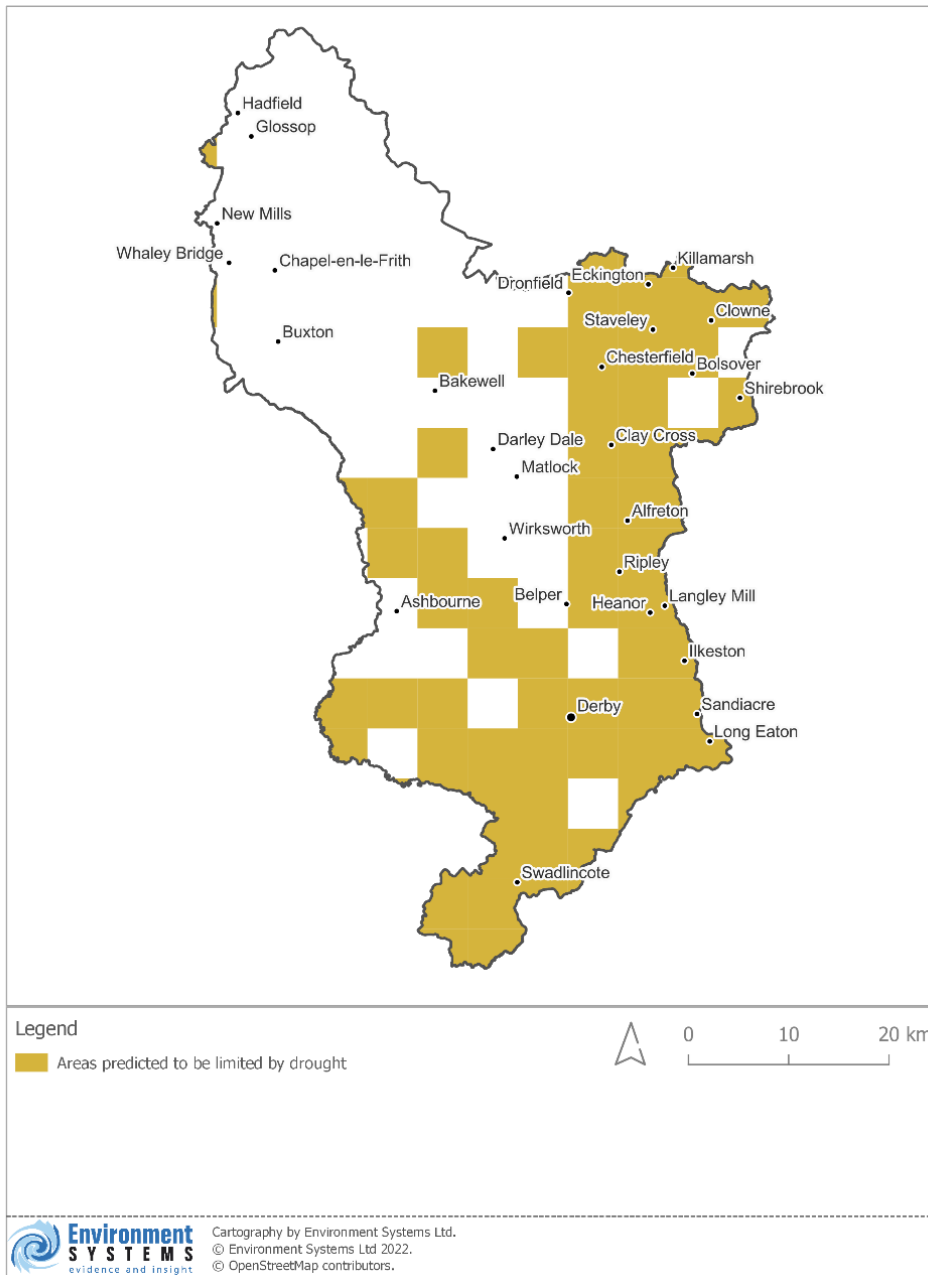 Hadfield
Glossop
New Mills
Whaley Bridge
Chapel-en-le-Frith
Killamarsh
Eckington
Dronfield
Clowne
Staveley
Buxton
Chesterfield
Bolsover
Bakewell
Shirebrook
Darley Dale
Clay Cross
Matlock
Alfreton
Wirksworth
Ripley
Belper
Ashbourne
Heanor
Langley Mill
Ilkeston
Derby
Sandiacre
Long Eaton
Swadlincote
Legend
Areas predicted to be limited by drought
0 10 20 km
Environment
SYSTEMS
evidence and insight
Cartography by Environment Systems Ltd.
© Environment Systems Ltd 2022.
© OpenStreetMap contributors.